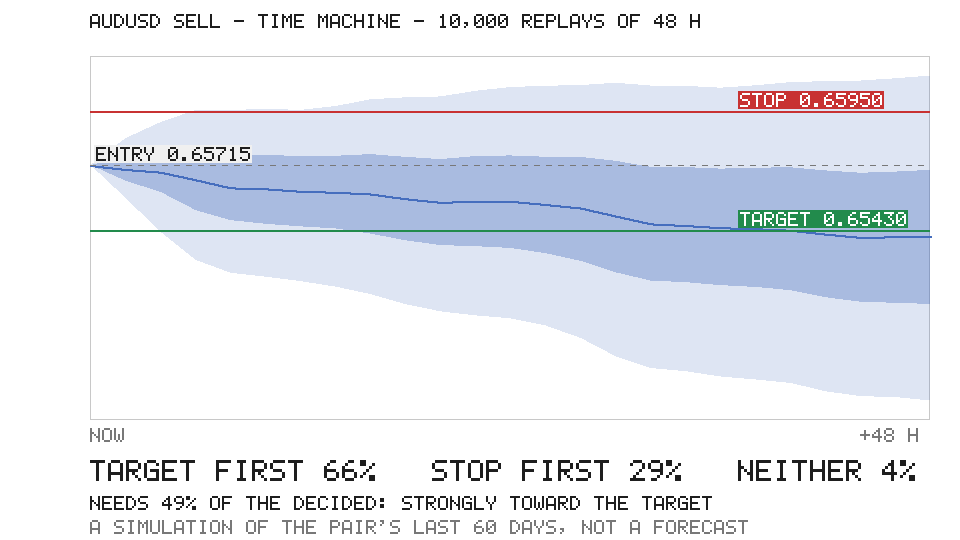 AUDUSD SELL - TIME MACHINE - 10,000 REPLAYS OF 48 H
STOP 0.65950
ENTRY 0.65715
TARGET 0.65430
NOW
+48 H
TARGET FIRST 66% STOP FIRST 29% NEITHER 4%
NEEDS 49% OF THE DECIDED: STRONGLY TOWARD THE TARGET
A SIMULATION OF THE PAIR'S LAST 60 DAYS, NOT A FORECAST